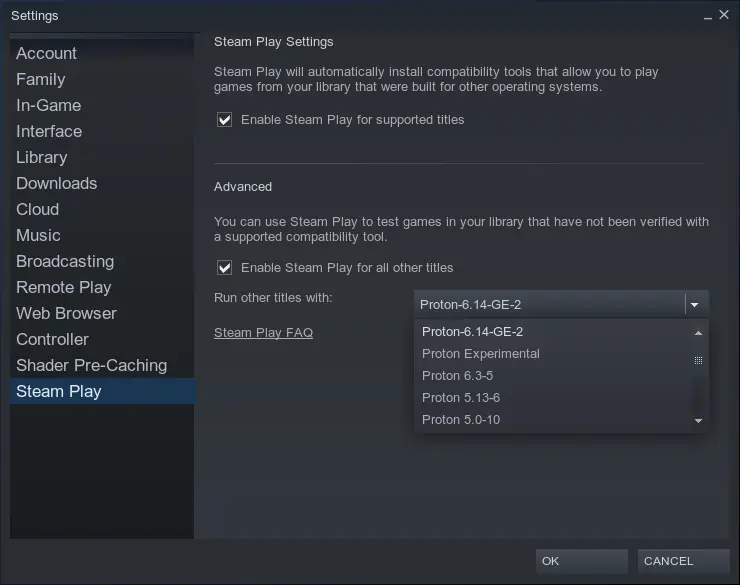 Settings
Account
Family
In-Game
Interface
Library
Downloads
Cloud
Music
Broadcasting
Remote Play
Web Browser
Controller
Shader Pre-Caching
Steam Play
Steam Play Settings
Steam Play will automatically install compatibility tools that allow you to play
games from your library that were built for other operating systems.
Enable Steam Play for supported titles
Advanced
You can use Steam Play to test games in your library that have not been verified with
a supported compatibility tool.
Enable Steam Play for all other titles
Run other titles with:
Proton-6.14-GE-2
Steam Play FAQ
Proton-6.14-GE-2
Proton Experimental
Proton 6.3-5
Proton 5.13-6
Proton 5.0-10
OK
CANCEL